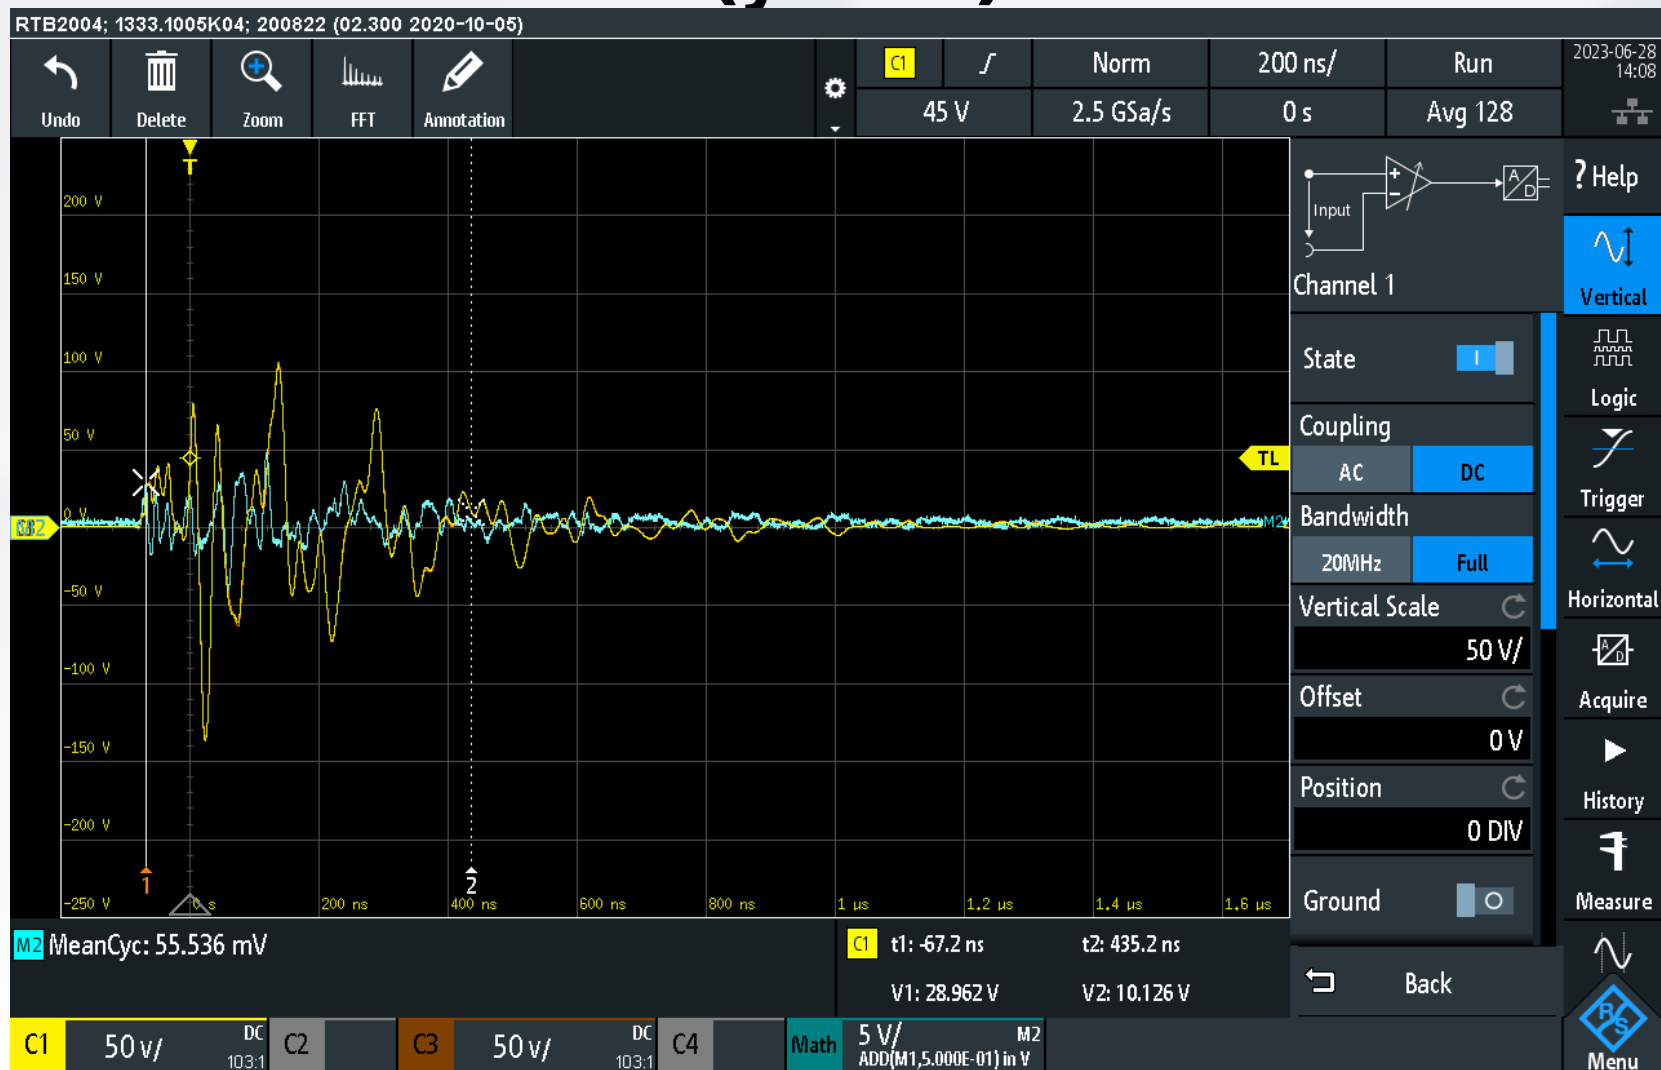 RTB2004; 1333.1005K04; 200822 (02.300 2020-10-05)
Undo Delete Zoom FFT Annotation
C1 Norm 200 ns/ Run
45 V 2.5 GSa/s 0 s Avg 128
2023-06-28
14:08
T
200 V
150 V
100 V
50 V
0 V
-50 V
-100 V
-150 V
-200 V
-250 V
TL
M2
1
2
0 s 200 ns 400 ns 600 ns 800 ns 1 µs 1.2 µs 1.4 µs 1.6 µs
Input
A
D
Channel 1
State
Coupling
AC DC
Bandwidth
20MHz Full
Vertical Scale
50 V/
Offset
0 V
Position
0 DIV
Ground
Back
? Help
Vertical
Logic
Trigger
Horizontal
A
D
Acquire
History
Measure
R&S
Menu
M2 MeanCyc: 55.536 mV
C1 t1: -67.2 ns t2: 435.2 ns
V1: 28.962 V V2: 10.126 V
C1 50 V/ DC
103:1
C2
C3 50 V/ DC
103:1
C4
Math 5 V/ M2
ADD(M1,5.000E-01) in V